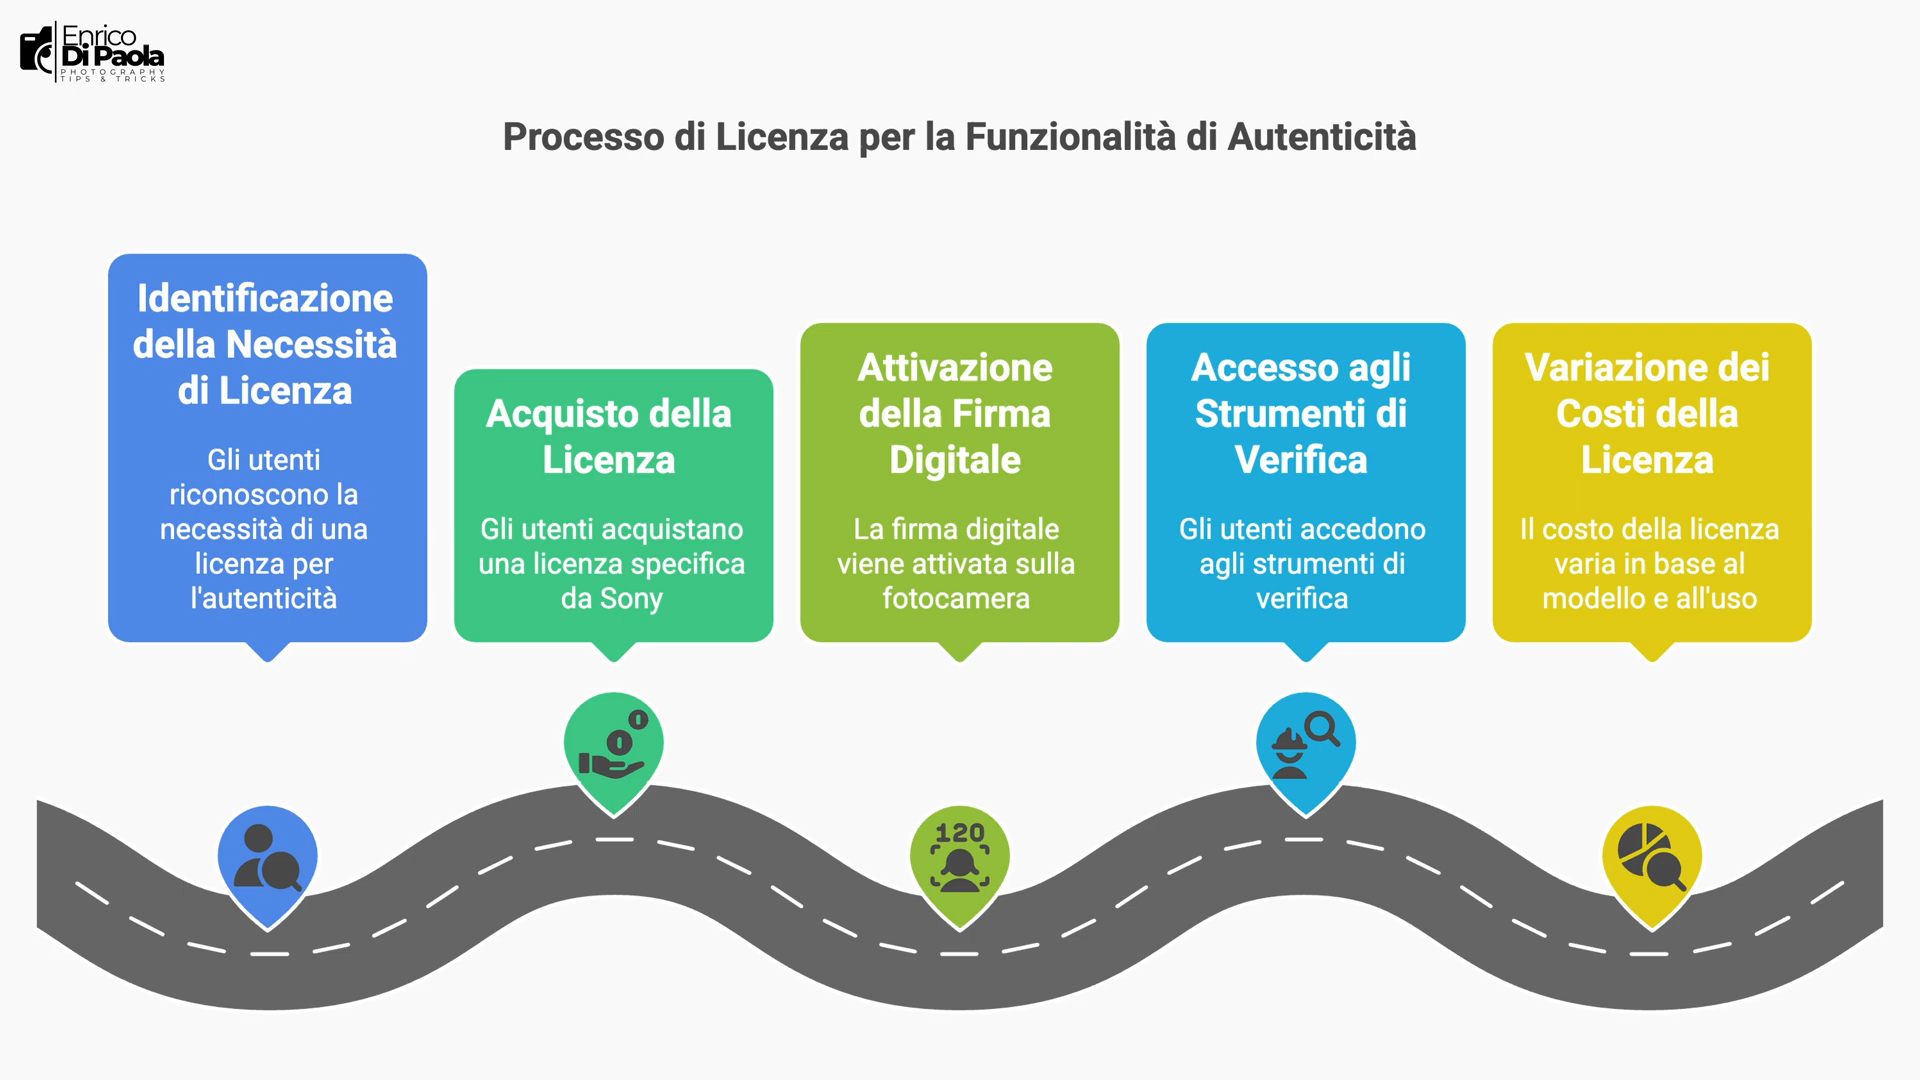 Enrico
Di Paola
PHOTOGRAPHY
TIPS & TRICKS
Processo di Licenza per la Funzionalità di Autenticità
Identificazione
della Necessità
di Licenza
Gli utenti
riconoscono la
necessità di una
licenza per
l'autenticità
Acquisto della
Licenza
Gli utenti acquistano
una licenza specifica
da Sony
Attivazione
della Firma
Digitale
La firma digitale
viene attivata sulla
fotocamera
Accesso agli
Strumenti di
Verifica
Gli utenti accedono
agli strumenti di
verifica
Variazione dei
Costi della
Licenza
Il costo della licenza
varia in base al
modello e all'uso
120